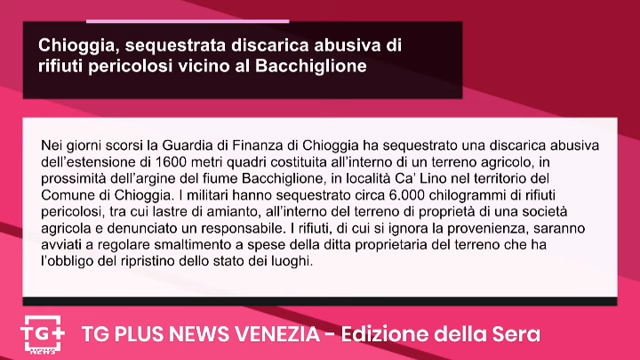 Chioggia, sequestrata discarica abusiva di
rifiuti pericolosi vicino al Bacchiglione
Nei giorni scorsi la Guardia di Finanza di Chioggia ha sequestrato una discarica abusiva
dell'estensione di 1600 metri quadri costituita all'interno di un terreno agricolo, in
prossimità dell'argine del fiume Bacchiglione, in località Ca' Lino nel territorio del
Comune di Chioggia. I militari hanno sequestrato circa 6.000 chilogrammi di rifiuti
pericolosi, tra cui lastre di amianto, all'interno del terreno di proprietà di una società
agricola e denunciato un responsabile. I rifiuti, di cui si ignora la provenienza, saranno
avviati a regolare smaltimento a spese della ditta proprietaria del terreno che ha
l'obbligo del ripristino dello stato dei luoghi.
TG+
NEWS
TG PLUS NEWS VENEZIA - Edizione della Sera